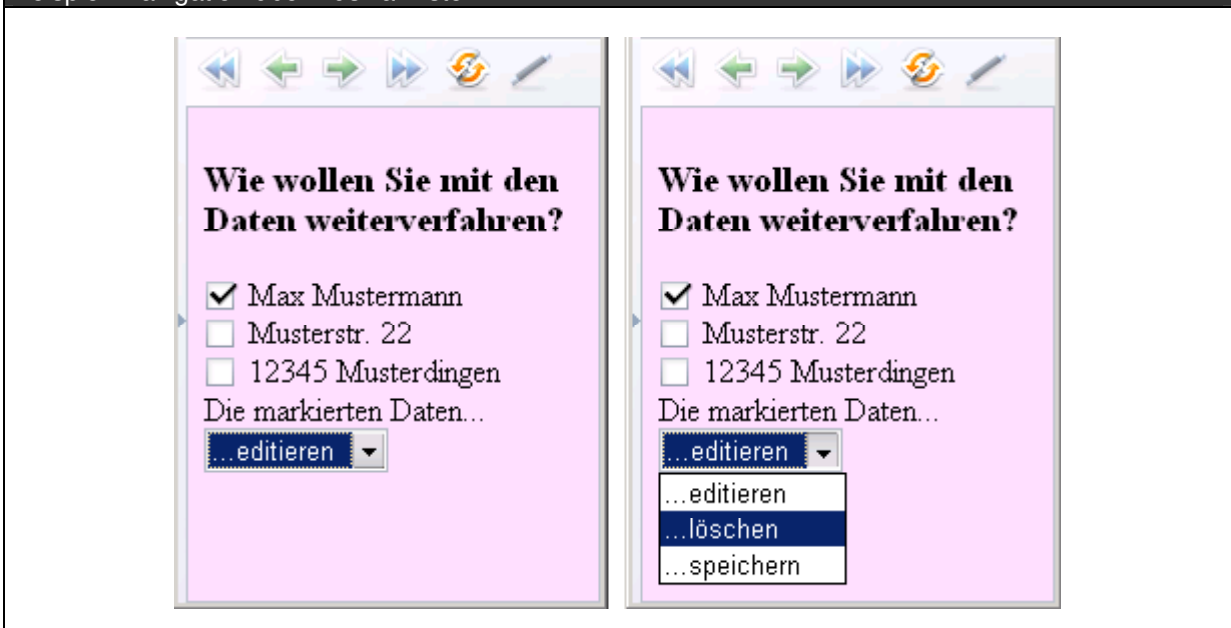 Wie wollen Sie mit den
Daten weiterverfahren?
Max Mustermann
Musterstr. 22
12345 Musterdingen
Die markierten Daten...
...editieren
Wie wollen Sie mit den
Daten weiterverfahren?
Max Mustermann
Musterstr. 22
12345 Musterdingen
Die markierten Daten...
...editieren
...editieren
...löschen
...speichern